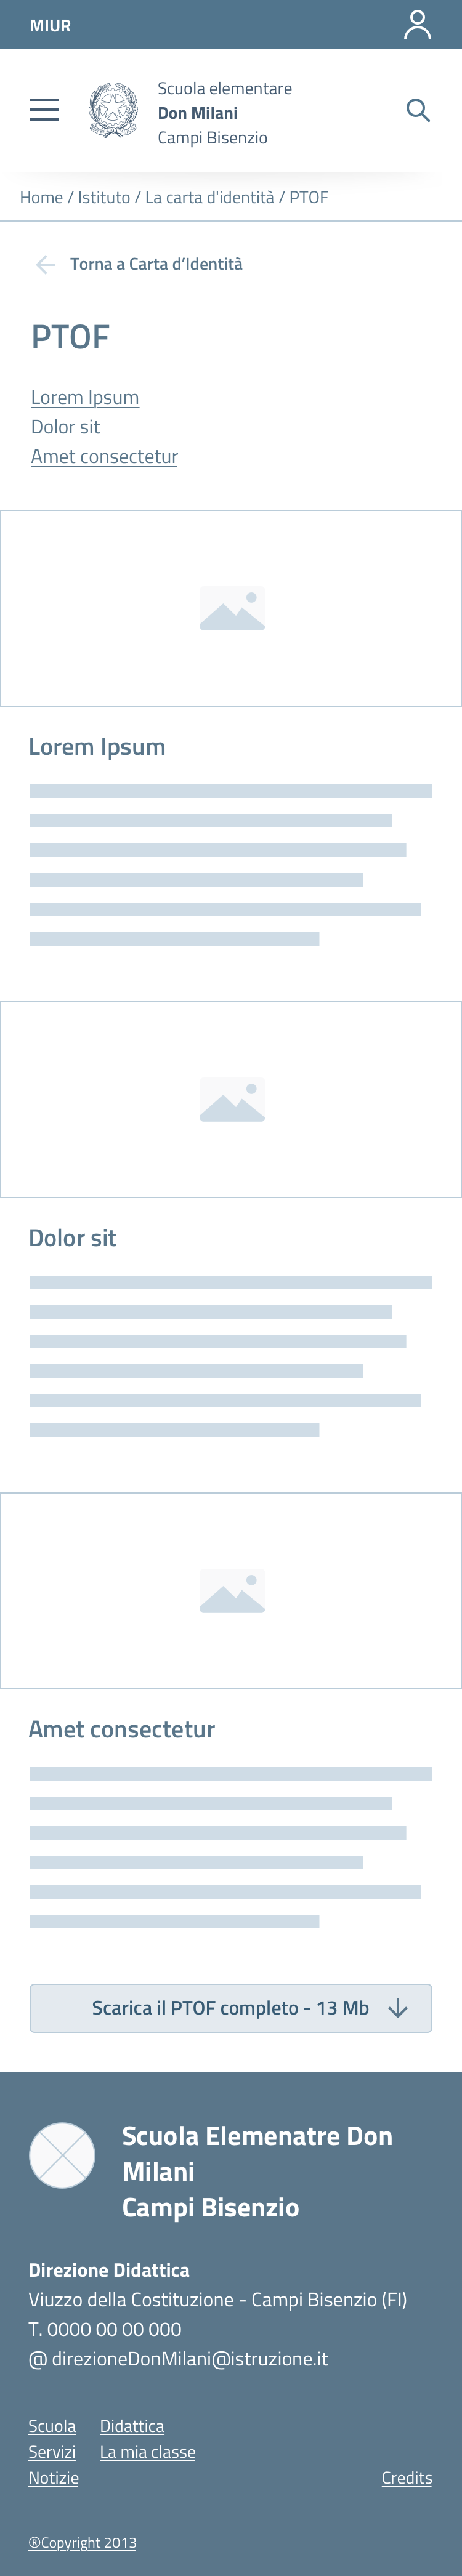 MIUR
Scuola elementare
Don Milani
Campi Bisenzio
Home / Istituto / La carta d'identità / PTOF
Torna a Carta d’Identità
PTOF
Lorem Ipsum
Dolor sit
Amet consectetur
Lorem Ipsum
Dolor sit
Amet consectetur
Scarica il PTOF completo - 13 Mb
Scuola Elemenatre Don
Milani
Campi Bisenzio
Direzione Didattica
Viuzzo della Costituzione - Campi Bisenzio (FI)
T. 0000 00 00 000
@ direzioneDonMilani@istruzione.it
Scuola Didattica
Servizi La mia classe
Notizie Credits
®Copyright 2013